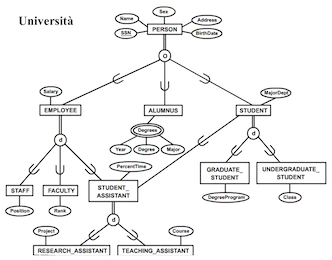 Università
Sex
Name
Address
PERSON
SSN
BirthDate
O
Salary
MajorDept
EMPLOYEE
ALUMNUS
STUDENT
Degrees
d
d
Year
Degree
Major
PercentTime
STAFF
FACULTY
STUDENT_
ASSISTANT
GRADUATE_
STUDENT
UNDERGRADUATE_
STUDENT
Position
Rank
DegreeProgram
Class
d
Project
Course
RESEARCH_ASSISTANT
TEACHING_ASSISTANT